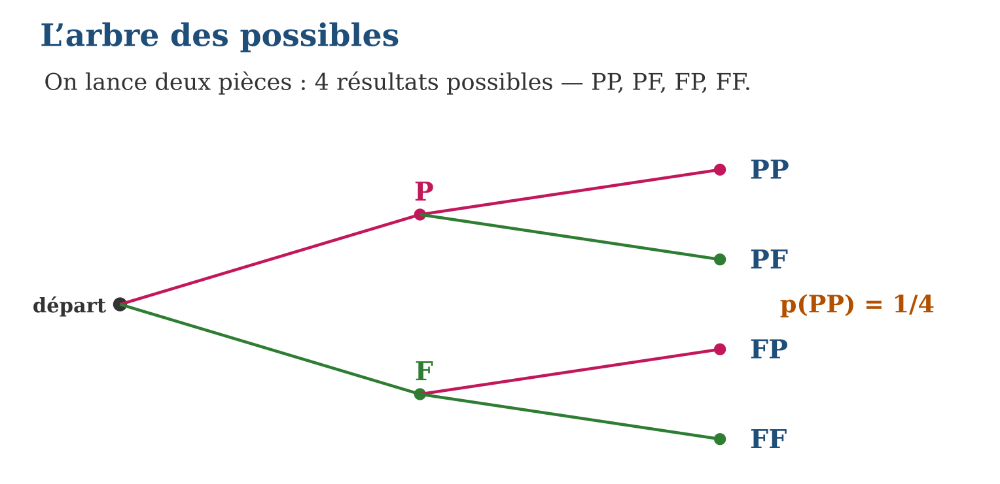 L’arbre des possibles
On lance deux pièces : 4 résultats possibles — PP, PF, FP, FF.
PP
P
PF
départ
p(PP) = 1/4
FP
F
FF